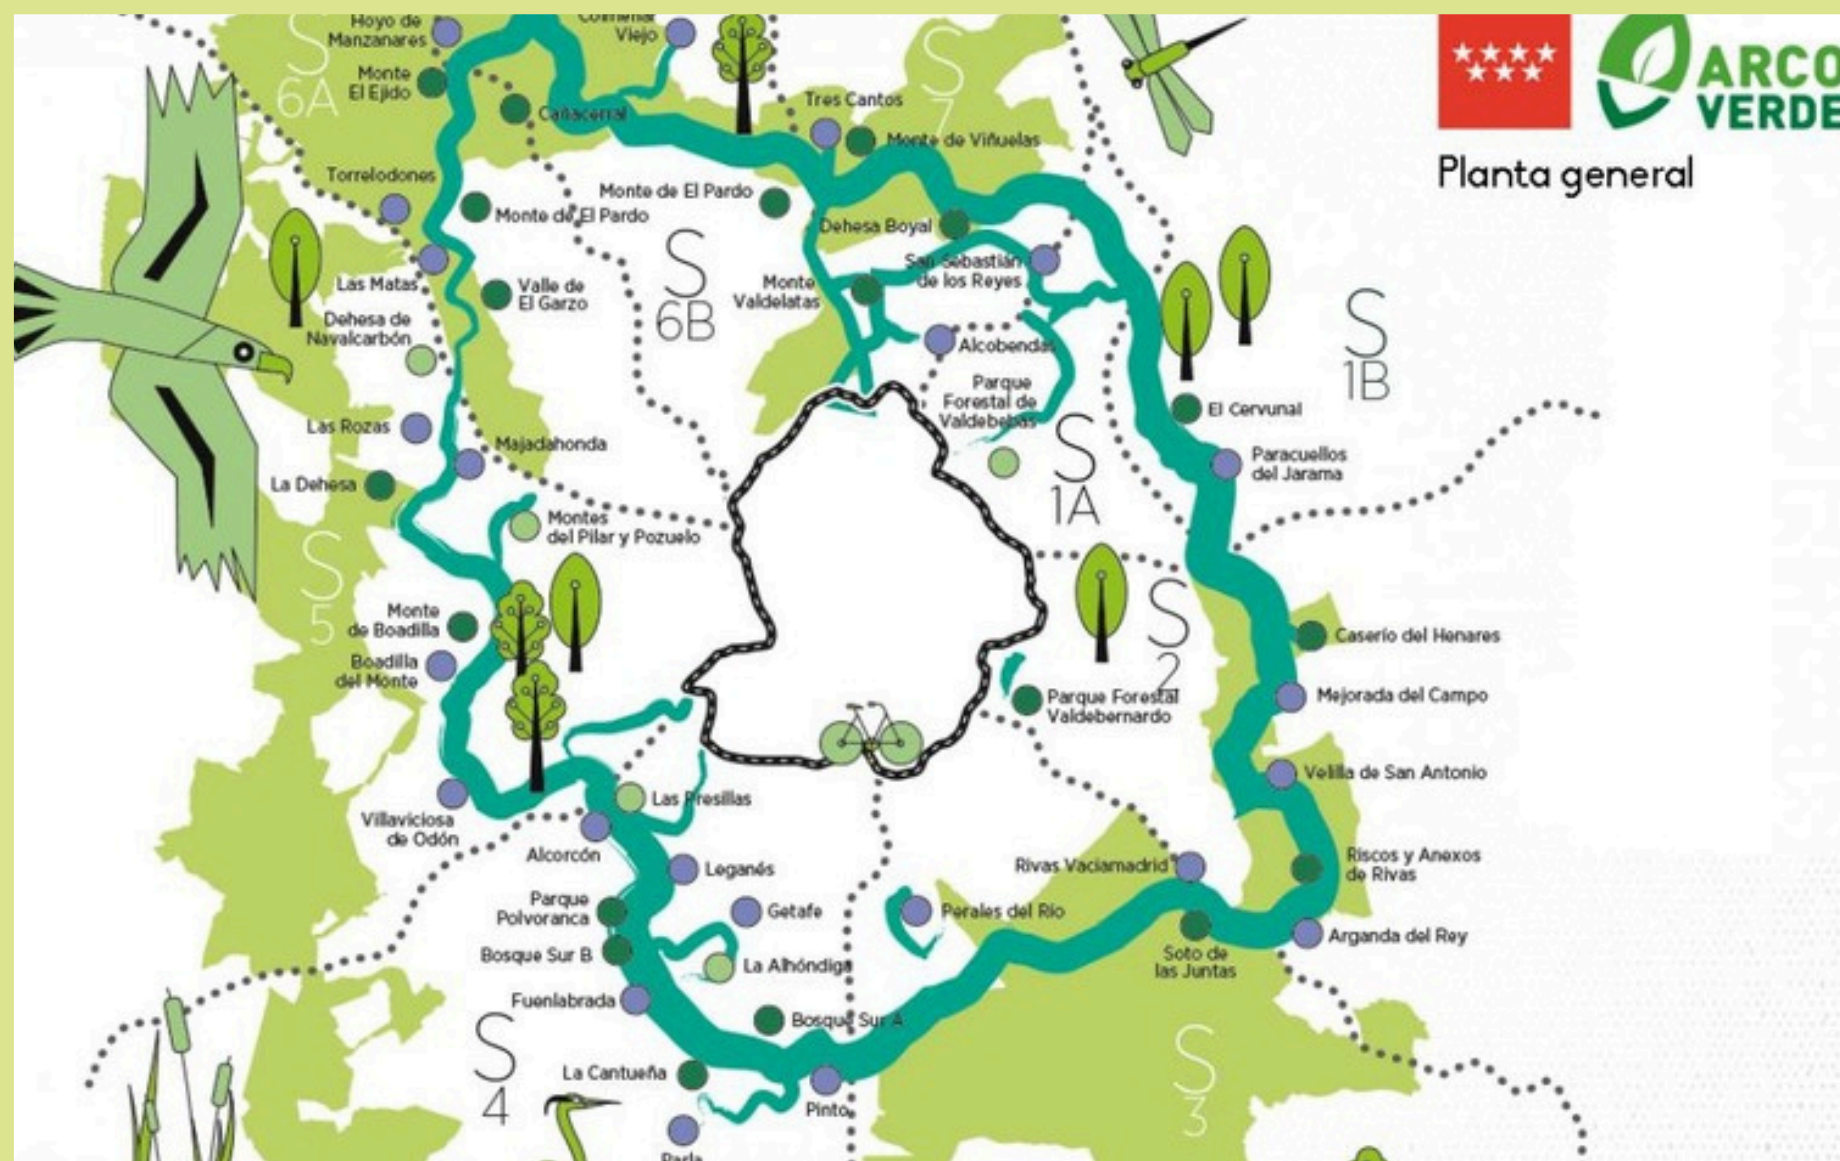 Hoyo de
Manzanares
Colmenar
Viejo
ARCO
VERDE
Planta general
S
6A
S
7
Monte
El Ejido
Cañacerral
Tres Cantos
Monte de Viñuelas
Torrelodones
Monte de El Pardo
Monte de El Pardo
Dehesa Boyal
San Sebastián
de los Reyes
Las Matas
Valle de
El Garzo
S
6B
Monte
Valdelatas
Dehesa de
Navalcarbón
Alcobendas
S
1B
Parque
Forestal de
Valdebebas
El Cervunal
Las Rozas
Majadahonda
S
1A
Paracuellos
del Jarama
La Dehesa
Montes
del Pilar y Pozuelo
S
5
Monte
de Boadilla
S
2
Caserío del Henares
Boadilla
del Monte
Parque Forestal
Valdebernardo
Mejorada del Campo
Velilla de San Antonio
Las Presillas
Villaviciosa
de Odón
Alcorcón
Leganés
Rivas Vaciamadrid
Riscos y Anexos
de Rivas
Parque
Polvoranca
Getafe
Perales del Río
Arganda del Rey
Bosque Sur B
La Alhóndiga
Soto de
las Juntas
Fuenlabrada
Bosque Sur A
S
4
La Cantueña
Pinto
S
3
Parla